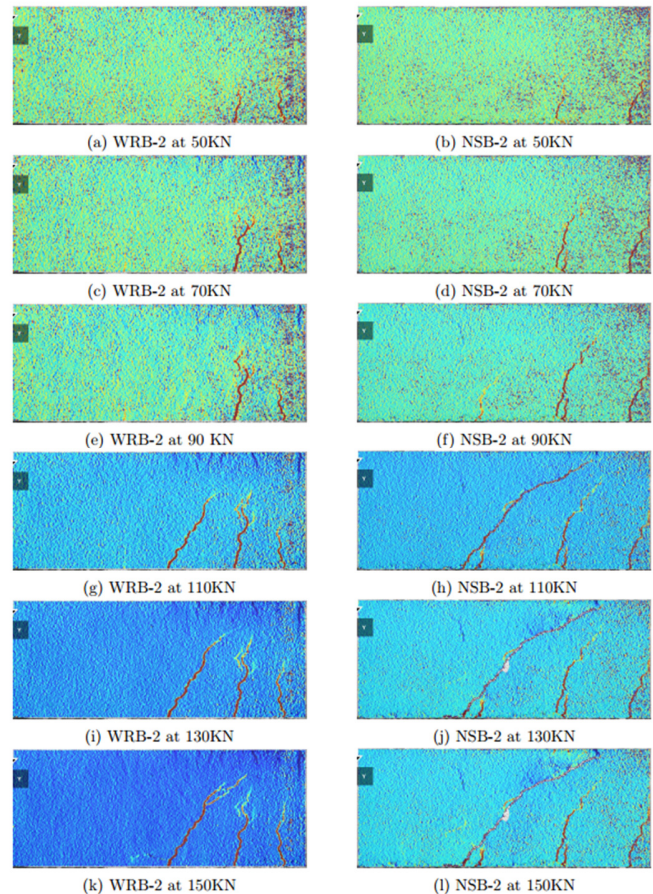 (a) WRB-2 at 50KN (b) NSB-2 at 50KN
(c) WRB-2 at 70KN (d) NSB-2 at 70KN
(e) WRB-2 at 90 KN (f) NSB-2 at 90KN
(g) WRB-2 at 110KN (h) NSB-2 at 110KN
(i) WRB-2 at 130KN (j) NSB-2 at 130KN
(k) WRB-2 at 150KN (l) NSB-2 at 150KN